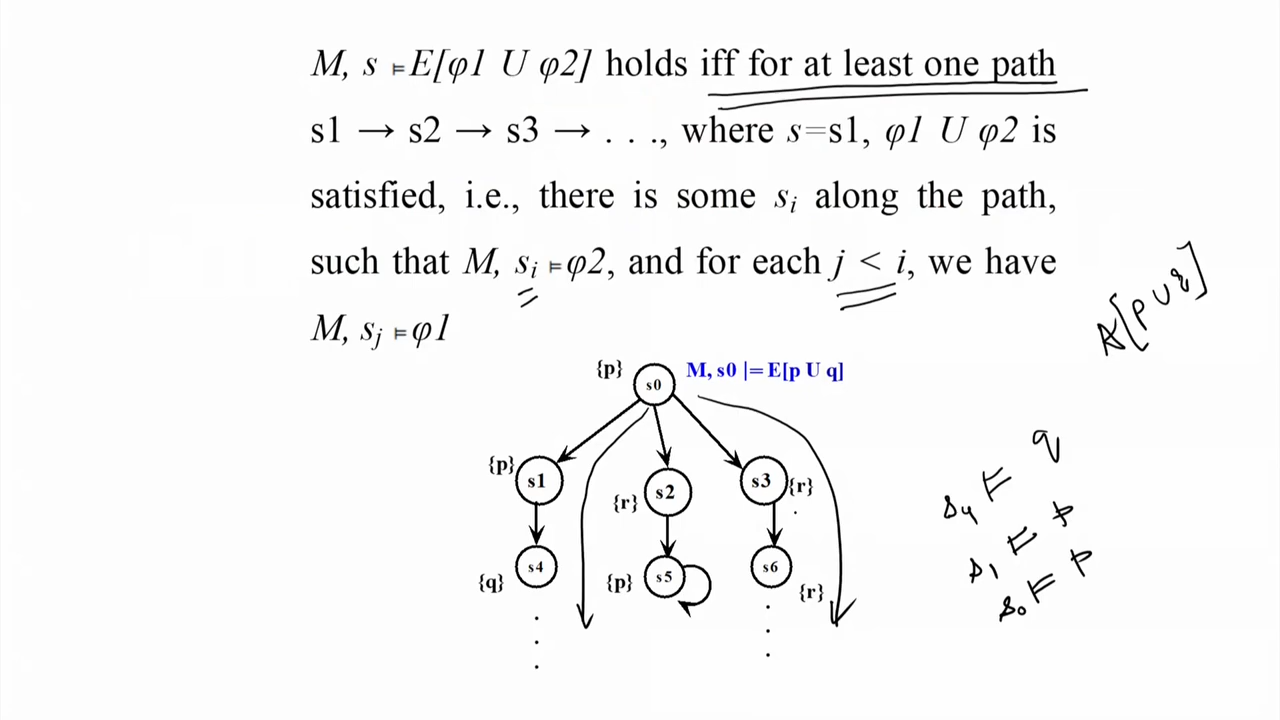 M, s ⊨ E[φ1 U φ2] holds iff for at least one path
s1 → s2 → s3 → . . ., where s=s1, φ1 U φ2 is
satisfied, i.e., there is some si along the path,
such that M, si ⊨ φ2, and for each j < i, we have
M, sj ⊨ φ1
A[p U r]
{p} s0 M, s0 |= E[p U q]
{p} s1 {r} s2 s3 {r}
{q} s4 {p} s5 s6 {r}
s4 ⊨ q
s1 ⊨ p
s0 ⊨ p